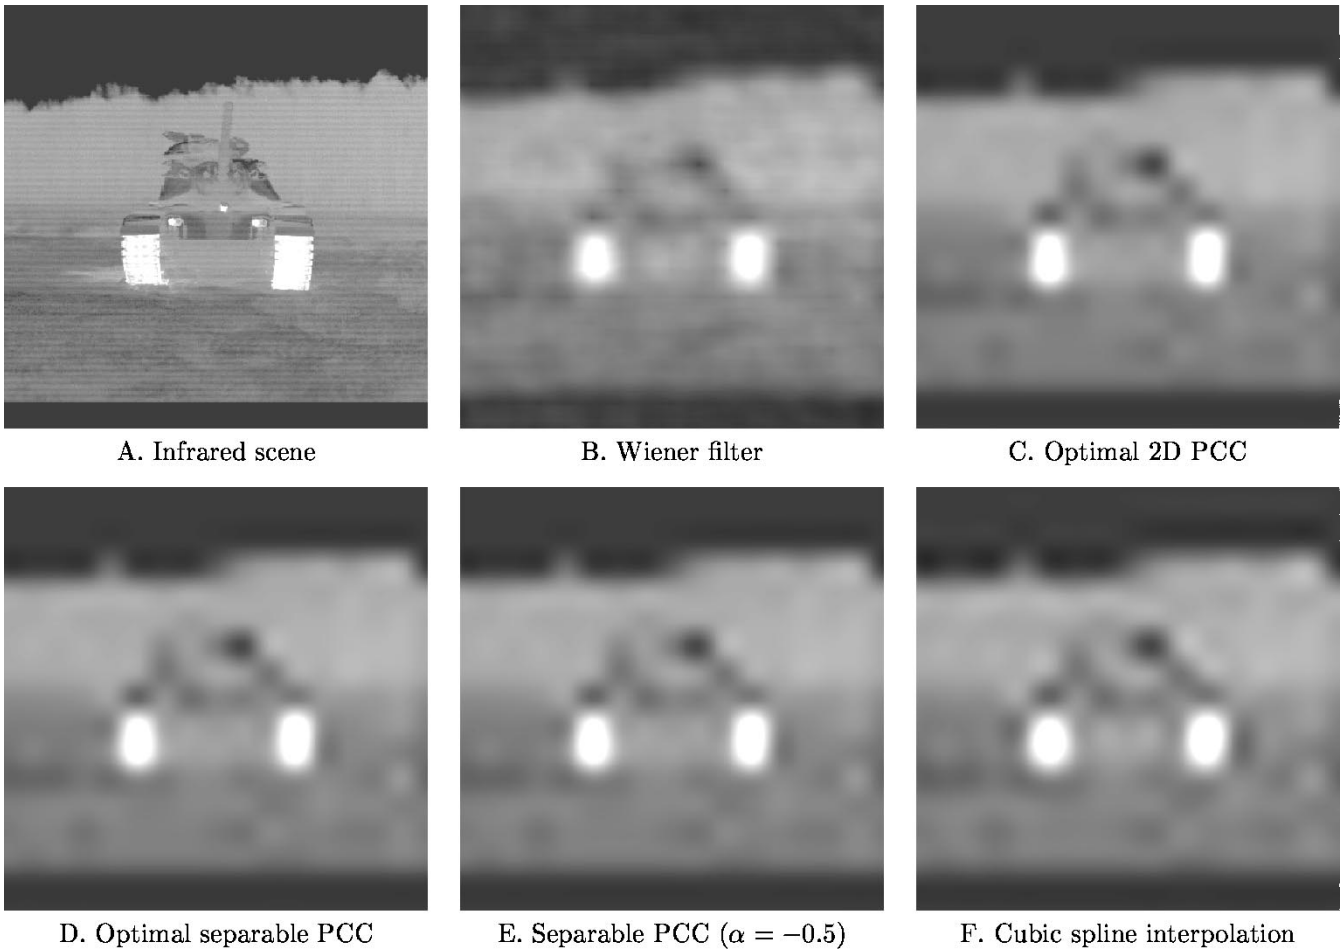 A. Infrared scene
B. Wiener filter
C. Optimal 2D PCC
D. Optimal separable PCC
E. Separable PCC (α = −0.5)
F. Cubic spline interpolation